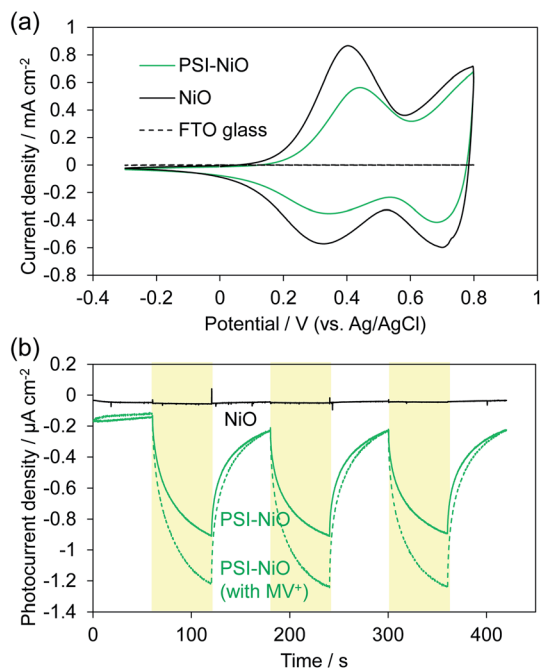 (a)
Current density / mA cm⁻²
1
0.8
0.6
0.4
0.2
0
-0.2
-0.4
-0.6
-0.8
PSI-NiO
NiO
FTO glass
-0.4 -0.2 0 0.2 0.4 0.6 0.8 1
Potential / V (vs. Ag/AgCl)
(b)
Photocurrent density / µA cm⁻²
0.2
0
-0.2
-0.4
-0.6
-0.8
-1
-1.2
-1.4
NiO
PSI-NiO
PSI-NiO
(with MV⁺)
0 100 200 300 400 500
Time / s